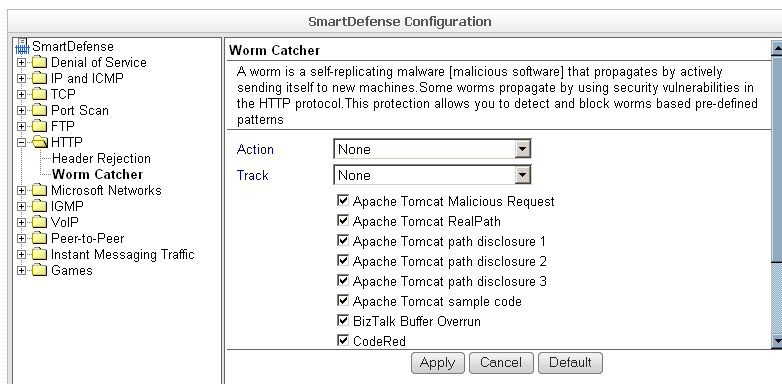 SmartDefense Configuration
SmartDefense
Denial of Service
IP and ICMP
TCP
Port Scan
FTP
HTTP
Header Rejection
Worm Catcher
Microsoft Networks
IGMP
VoIP
Peer-to-Peer
Instant Messaging Traffic
Games
Worm Catcher
A worm is a self-replicating malware [malicious software] that propagates by actively
sending itself to new machines.Some worms propagate by using security vulnerabilities in
the HTTP protocol.This protection allows you to detect and block worms based pre-defined
patterns
Action None
Track None
Apache Tomcat Malicious Request
Apache Tomcat RealPath
Apache Tomcat path disclosure 1
Apache Tomcat path disclosure 2
Apache Tomcat path disclosure 3
Apache Tomcat sample code
BizTalk Buffer Overrun
CodeRed
Apply Cancel Default